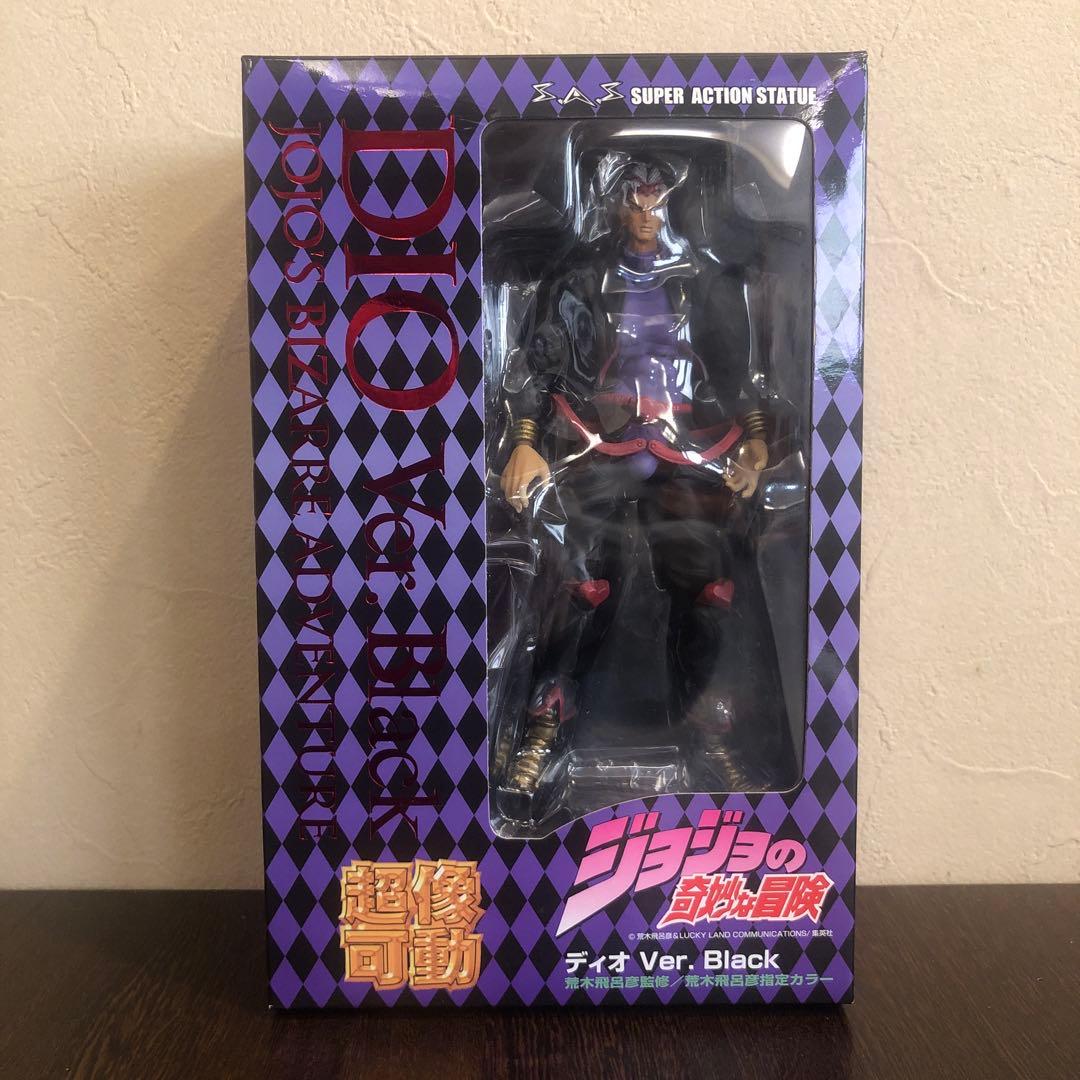 S.A.S SUPER ACTION STATUE
DIO Ver. Black
JOJO'S BIZARRE ADVENTURE
超像
可動
ジョジョの
奇妙な冒険
© 荒木飛呂彦&LUCKY LAND COMMUNICATIONS/集英社
ディオ Ver. Black
荒木飛呂彦監修/荒木飛呂彦指定カラー